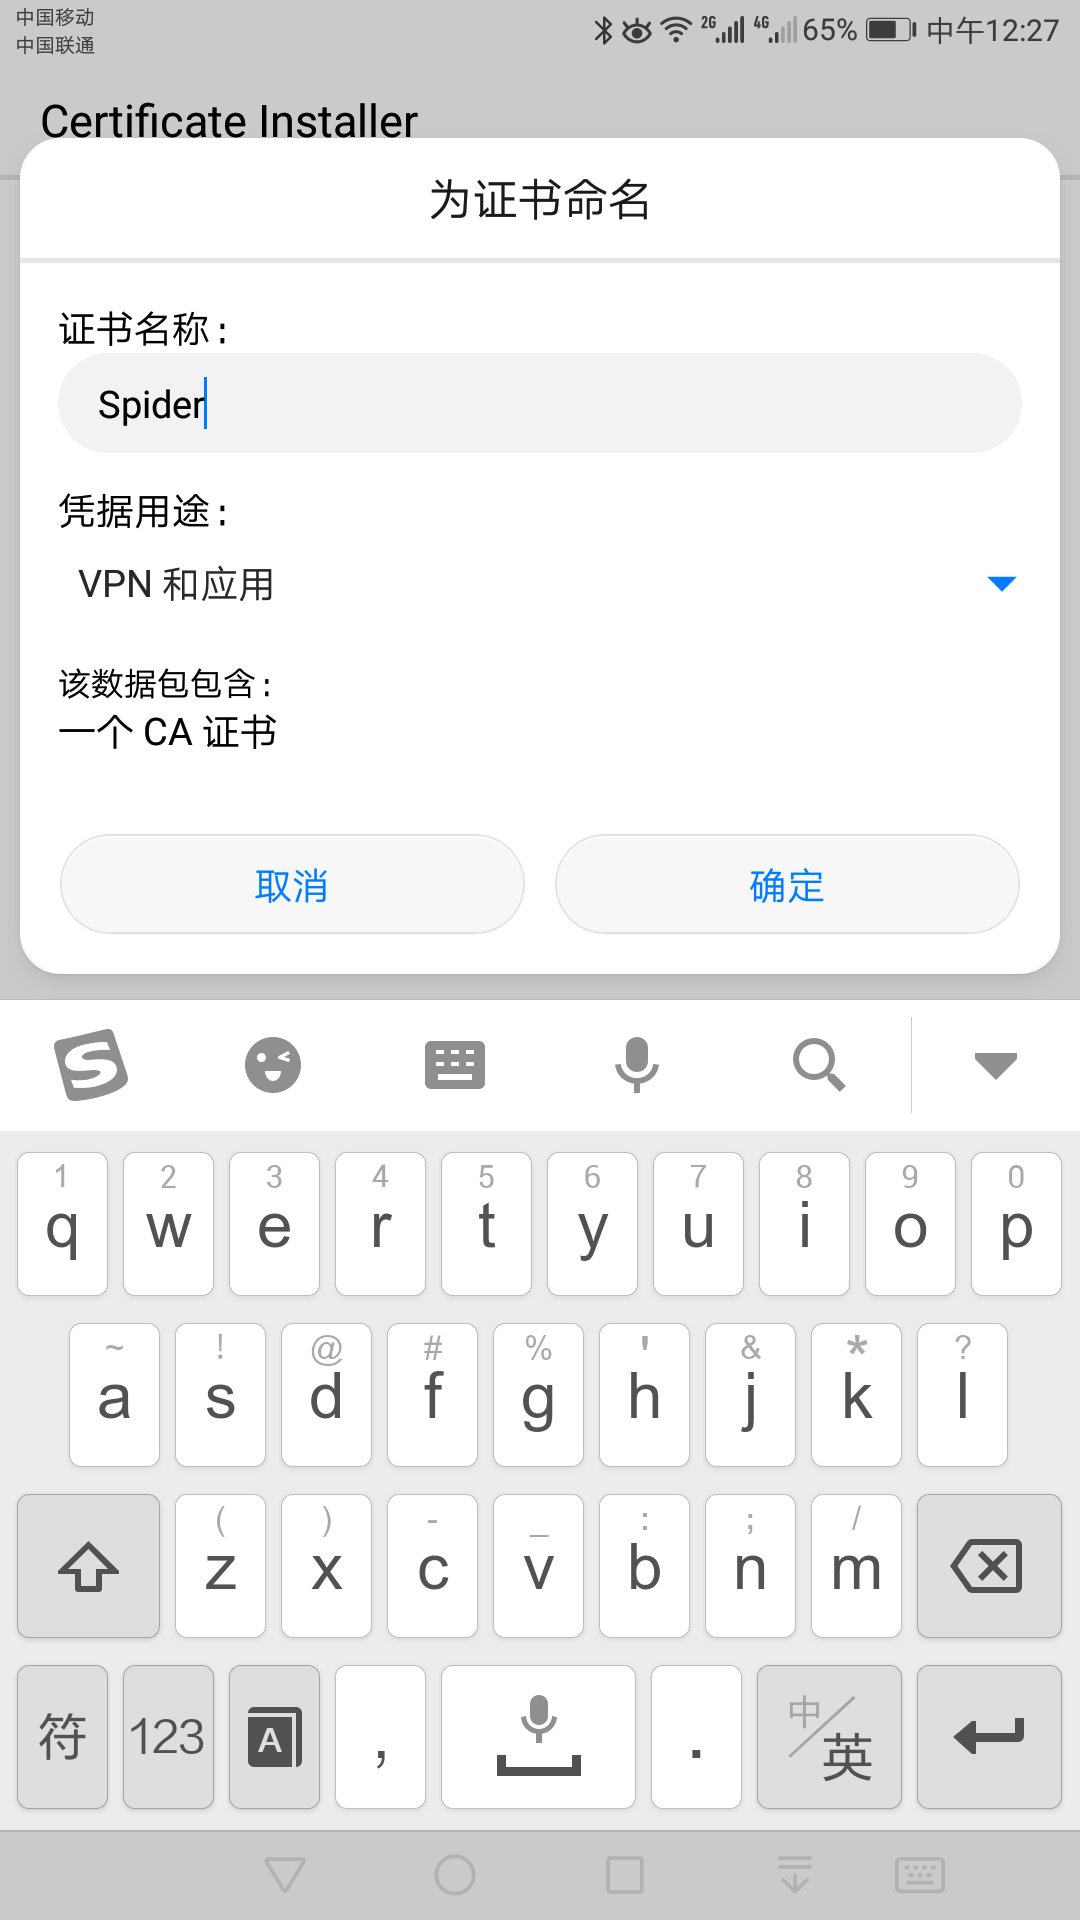 中国移动
中国联通
2G 4G 65% 中午12:27
Certificate Installer
为证书命名
证书名称：
Spider
凭据用途：
VPN 和应用
该数据包包含：
一个 CA 证书
取消 确定
1 2 3 4 5 6 7 8 9 0
q w e r t y u i o p
~ ! @ # % ' & * ?
a s d f g h j k l
( ) - _ : ; /
z x c v b n m
符 123 A , . 中/英